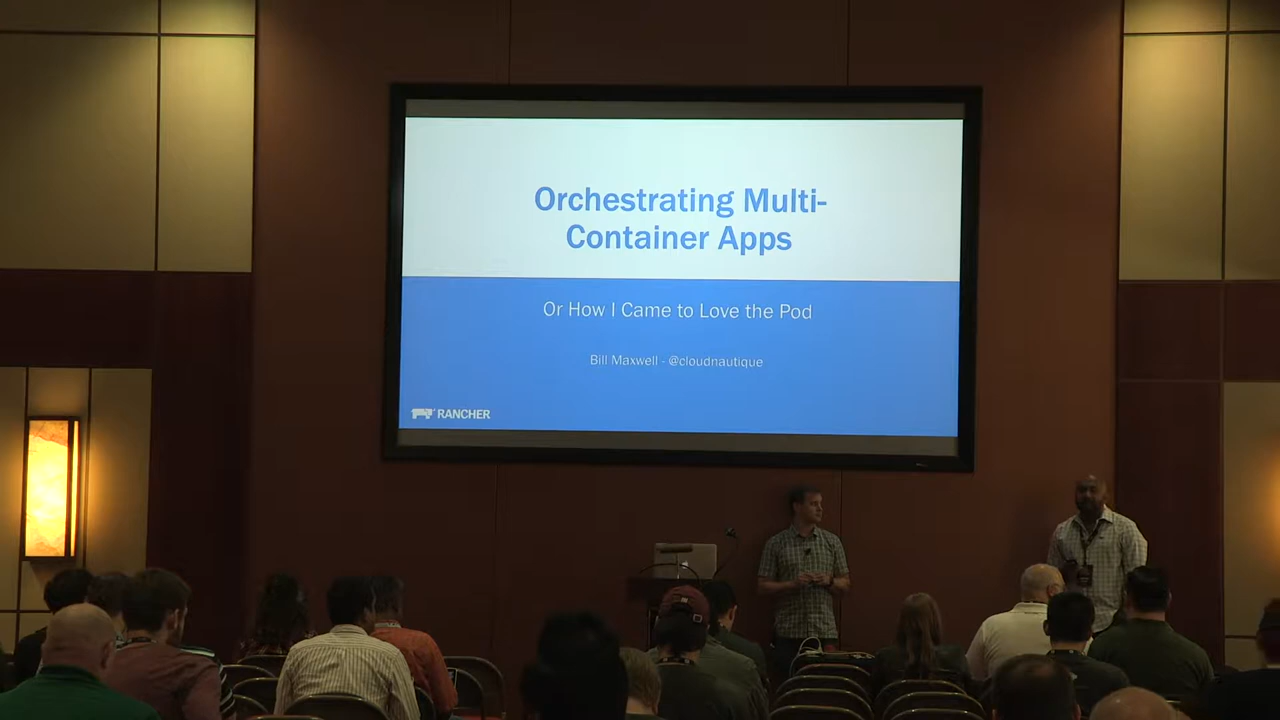 Orchestrating Multi-
Container Apps
Or How I Came to Love the Pod
Bill Maxwell - @cloudnautique
RANCHER